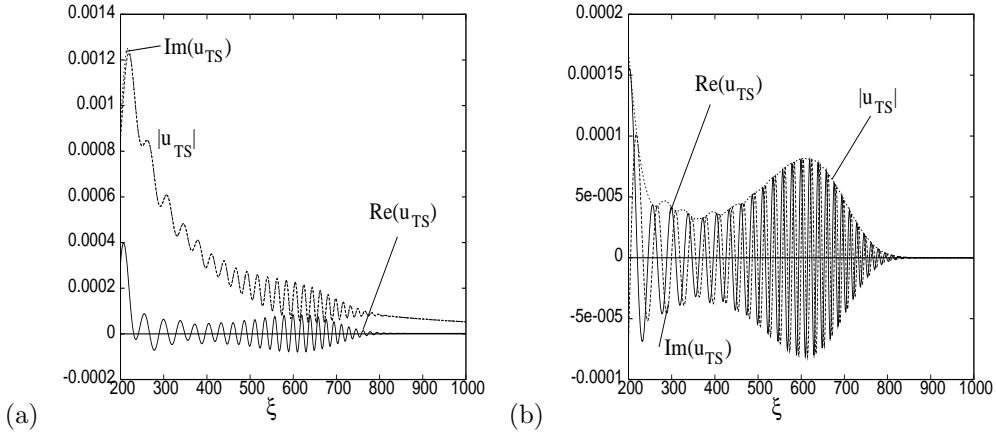 0.0014
0.0012
0.001
0.0008
0.0006
0.0004
0.0002
0
-0.0002
200 300 400 500 600 700 800 900 1000
ξ
Im(u_TS)
|u_TS|
Re(u_TS)
(a)
0.0002
0.00015
0.0001
5e-005
0
-5e-005
-0.0001
200 300 400 500 600 700 800 900 1000
ξ
Re(u_TS)
|u_TS|
Im(u_TS)
(b)